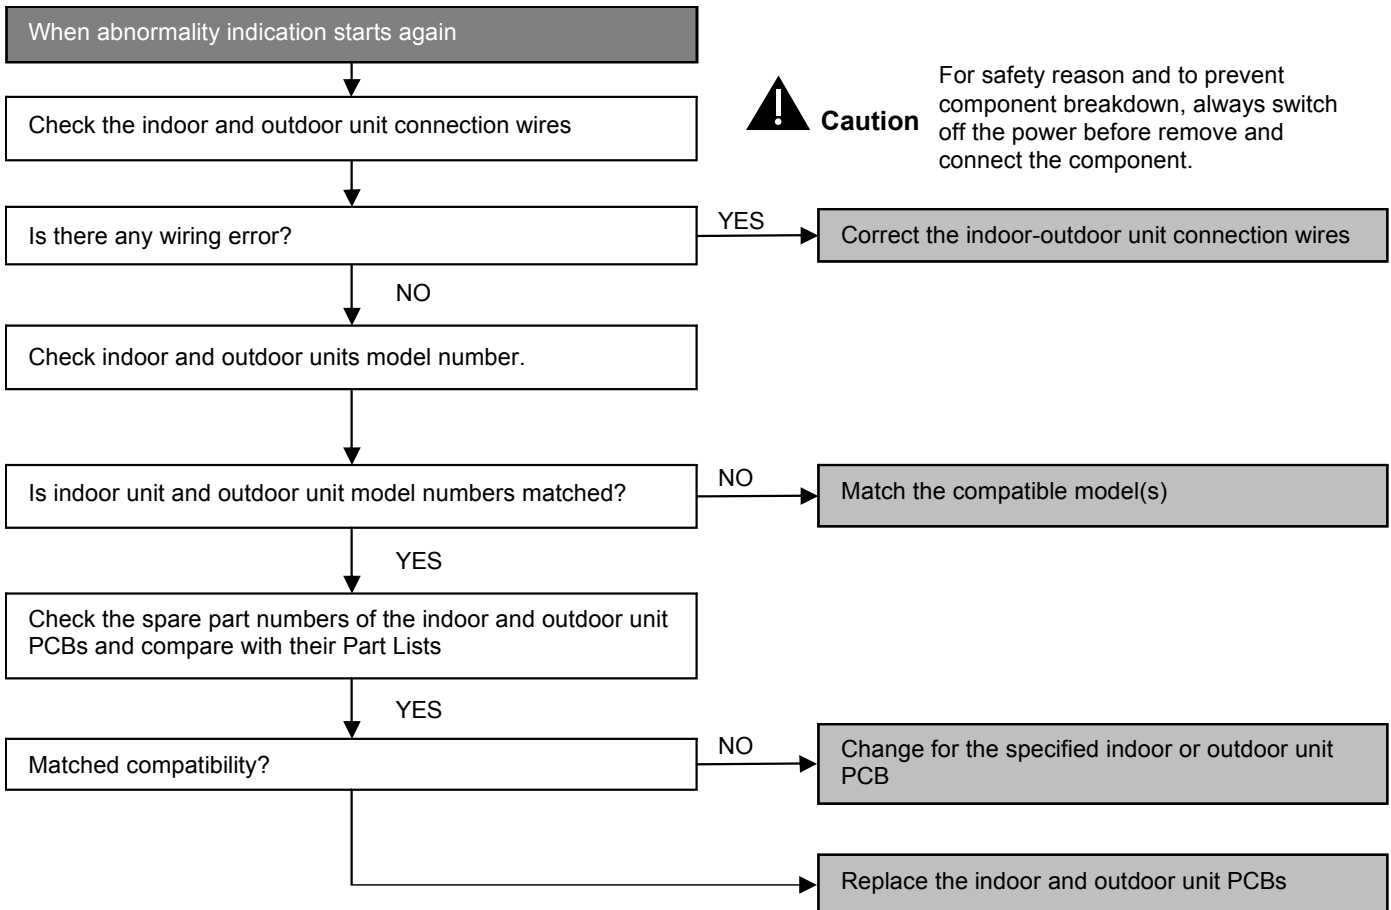 When abnormality indication starts again
For safety reason and to prevent
component breakdown, always switch
off the power before remove and
connect the component.
Caution
Check the indoor and outdoor unit connection wires
Is there any wiring error?
YES
Correct the indoor-outdoor unit connection wires
NO
Check indoor and outdoor units model number.
Is indoor unit and outdoor unit model numbers matched?
NO
Match the compatible model(s)
YES
Check the spare part numbers of the indoor and outdoor unit
PCBs and compare with their Part Lists
YES
Matched compatibility?
NO
Change for the specified indoor or outdoor unit
PCB
Replace the indoor and outdoor unit PCBs